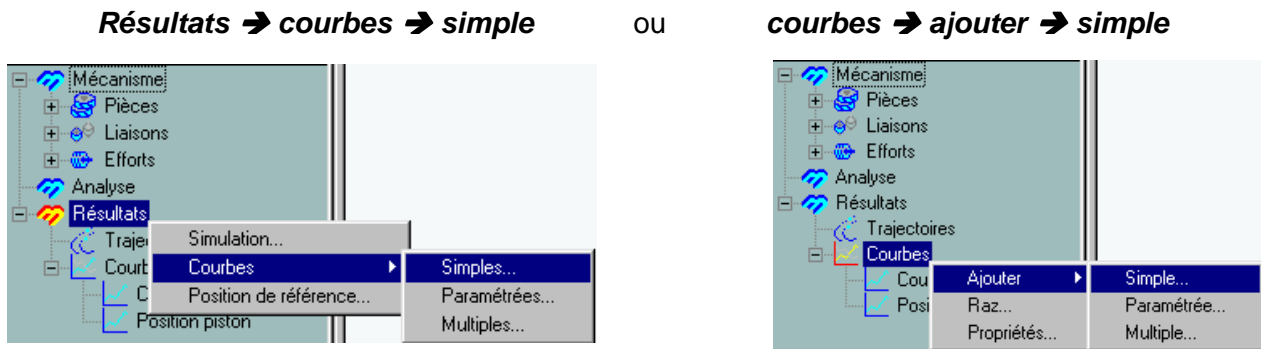 Résultats ➔ courbes ➔ simple ou courbes ➔ ajouter ➔ simple
Mécanisme
Pièces
Liaisons
Efforts
Analyse
Résultats
Simulation...
Courbes
Simples...
Position de référence...
Paramétrées...
Position piston
Multiples...
Mécanisme
Pièces
Liaisons
Efforts
Analyse
Résultats
Trajectoires
Courbes
Ajouter
Simple...
Raz...
Paramétrée...
Propriétés...
Multiple...